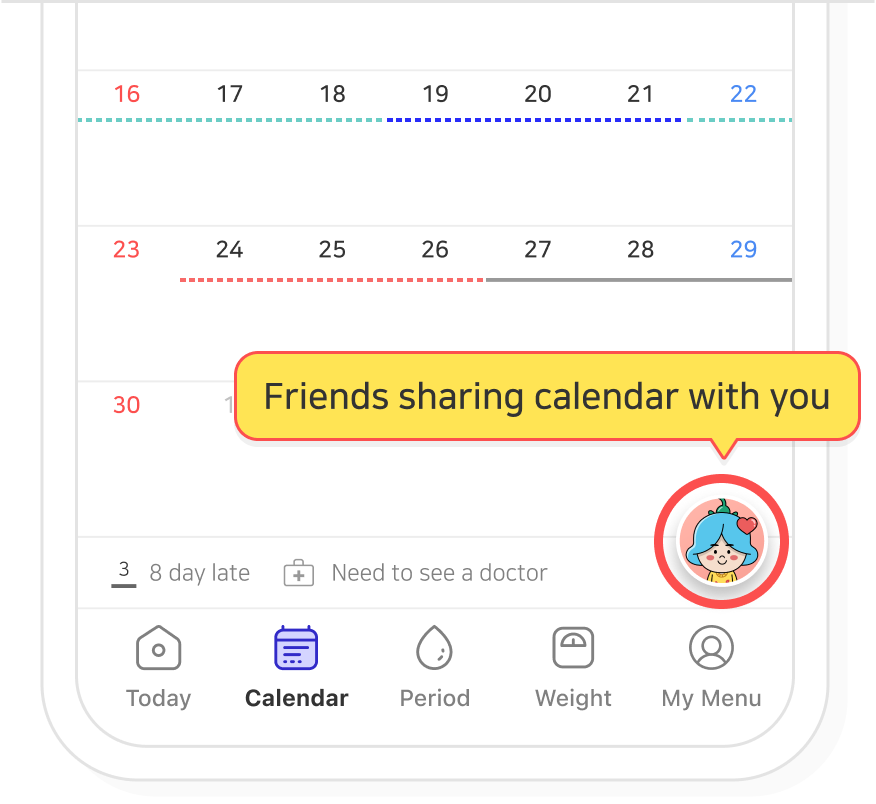 16 17 18 19 20 21 22
23 24 25 26 27 28 29
Friends sharing calendar with you
30
3 8 day late Need to see a doctor
Today Calendar Period Weight My Menu